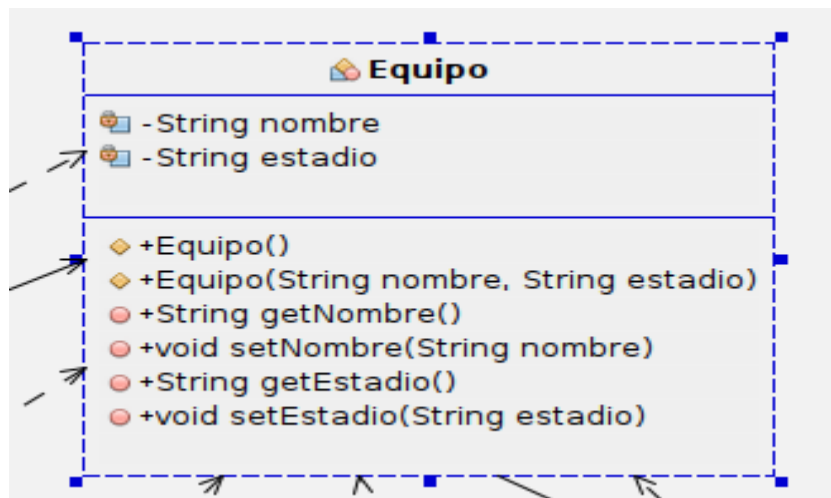 Equipo
-String nombre
-String estadio
+Equipo()
+Equipo(String nombre, String estadio)
+String getNombre()
+void setNombre(String nombre)
+String getEstadio()
+void setEstadio(String estadio)